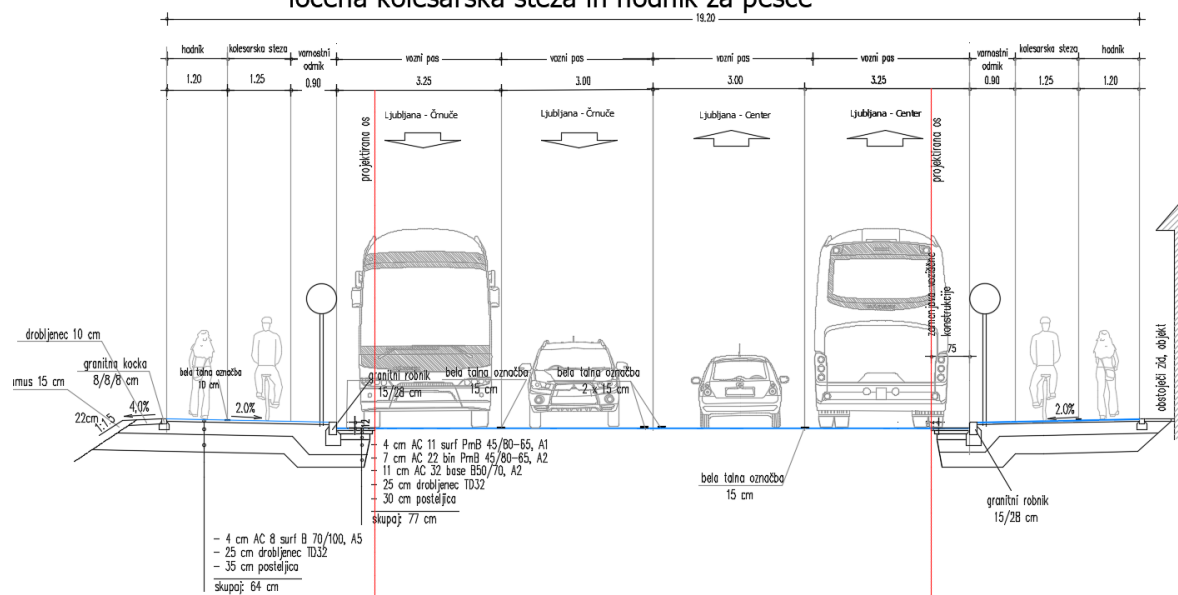 ločena kolesarska steza in hodnik za pešce
19.20
hodnik
kolesarska steza
varnostni
odmik
vozni pas
vozni pas
vozni pas
vozni pas
varnostni
odmik
kolesarska steza
hodnik
1.20
1.25
0.90
3.25
3.00
3.00
3.25
0.90
1.25
1.20
Ljubljana - Črnuče
Ljubljana - Črnuče
Ljubljana - Center
Ljubljana - Center
projektirana os
projektirana os
zamenjava voziščne
konstrukcije
75
obstoječi zid, objekt
drobljenec 10 cm
granitna kocka
8/8/8 cm
umus 15 cm
22cm
1:1.5
4.0%
2.0%
bela talna označba
10 cm
granitni robnik
15/28 cm
bela talna označba
15 cm
bela talna označba
2 x 15 cm
12
2.0%
- 4 cm AC 11 surf PmB 45/80-65, A1
- 7 cm AC 22 bin PmB 45/80-65, A2
- 11 cm AC 32 base B50/70, A2
- 25 cm drobljenec TD32
- 30 cm posteljica
skupaj: 77 cm
bela talna označba
15 cm
granitni robnik
15/28 cm
- 4 cm AC 8 surf B 70/100, A5
- 25 cm drobljenec TD32
- 35 cm posteljica
skupaj: 64 cm